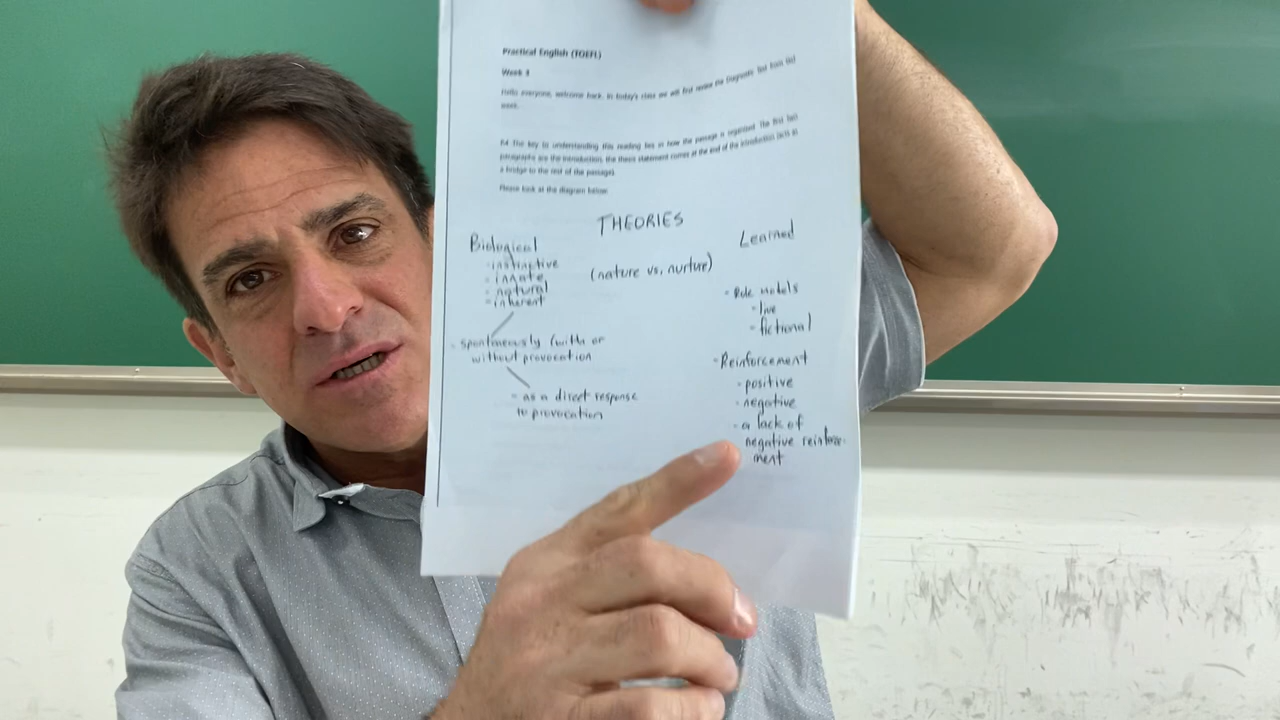 Practical English (TOEFL)
Week 3
Hello everyone, welcome back. In today's class we will first review the Diagnostic Test from last
week.
R4 The key to understanding this reading lies in how the passage is organized. The first two
paragraphs are the introduction, the thesis statement comes at the end of the introduction (acts as
a bridge to the rest of the passage).
Please look at the diagram below:
THEORIES
Biological
- instinctive
- innate
- natural
- inherent
(nature vs. nurture)
- spontaneously (with or
without provocation
- as a direct response
to provocation
Learned
- Role models
- live
- fictional
- Reinforcement
- positive
- negative
- a lack of
negative reinforce-
ment